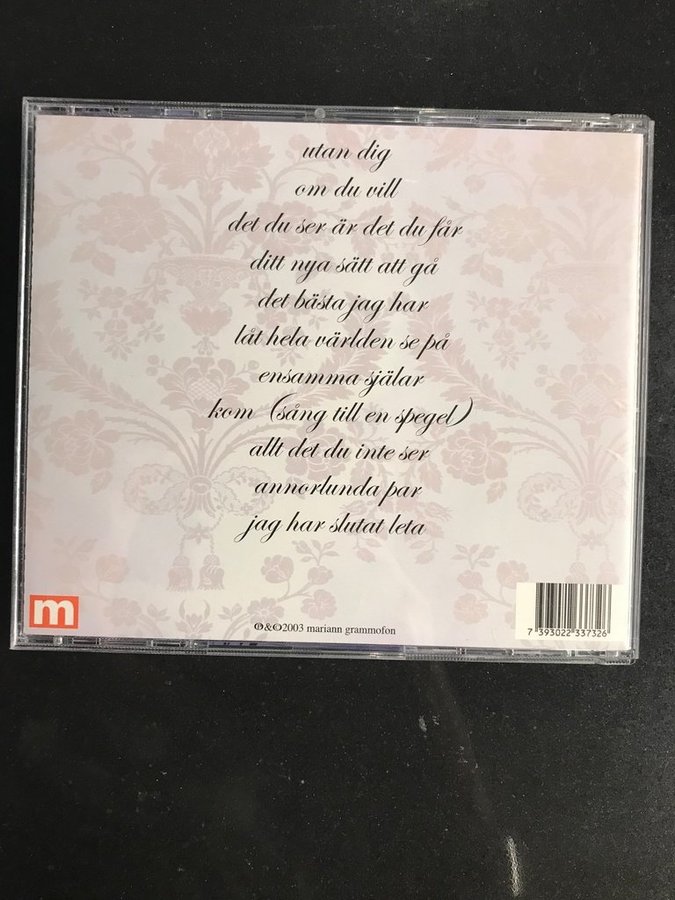 utan dig
om du vill
det du ser är det du får
ditt nya sätt att gå
det bästa jag har
låt hela världen se på
ensamma själar
kom (sång till en spegel)
allt det du inte ser
annorlunda par
jag har slutat leta
m
℗&©2003 mariann grammofon
7 393022 337326